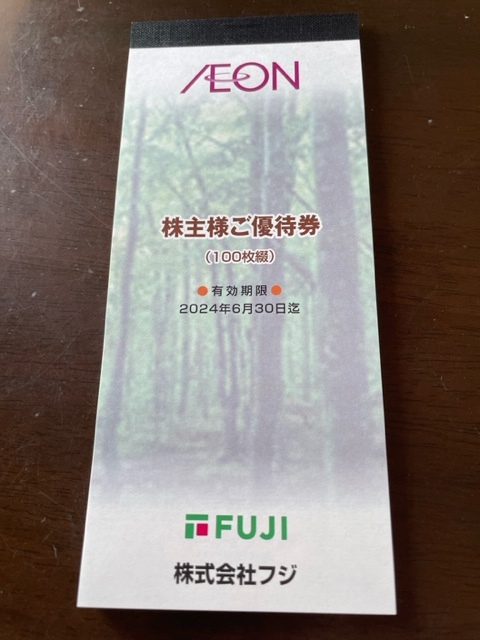 ÆON
株主様ご優待券
（100枚綴）
●有効期限●
2024年6月30日迄
FUJI
株式会社フジ